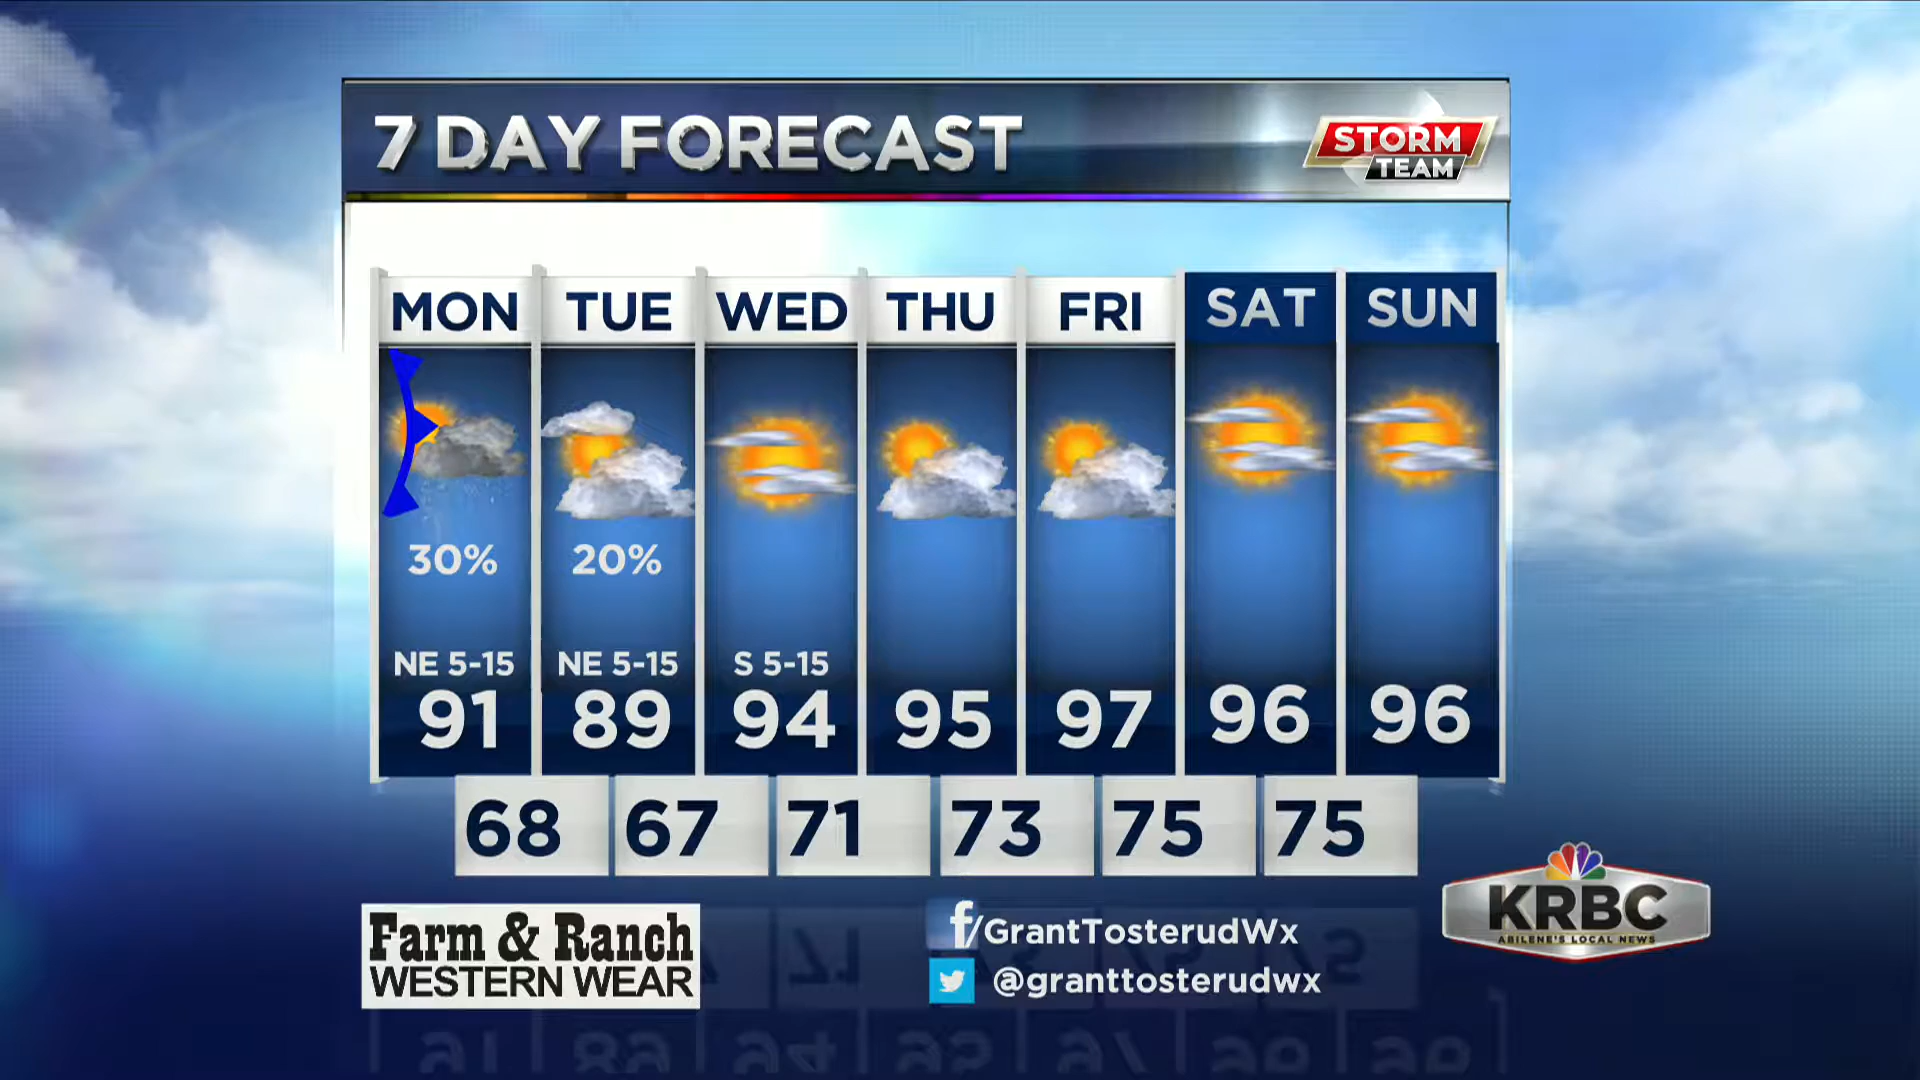 7 DAY FORECAST
STORM
TEAM
MON TUE WED THU FRI SAT SUN
30% 20%
NE 5-15 NE 5-15 S 5-15
91 89 94 95 97 96 96
68 67 71 73 75 75
Farm & Ranch
WESTERN WEAR
f/GrantTosterudWx
@granttosterudwx
KRBC
ABILENE'S LOCAL NEWS